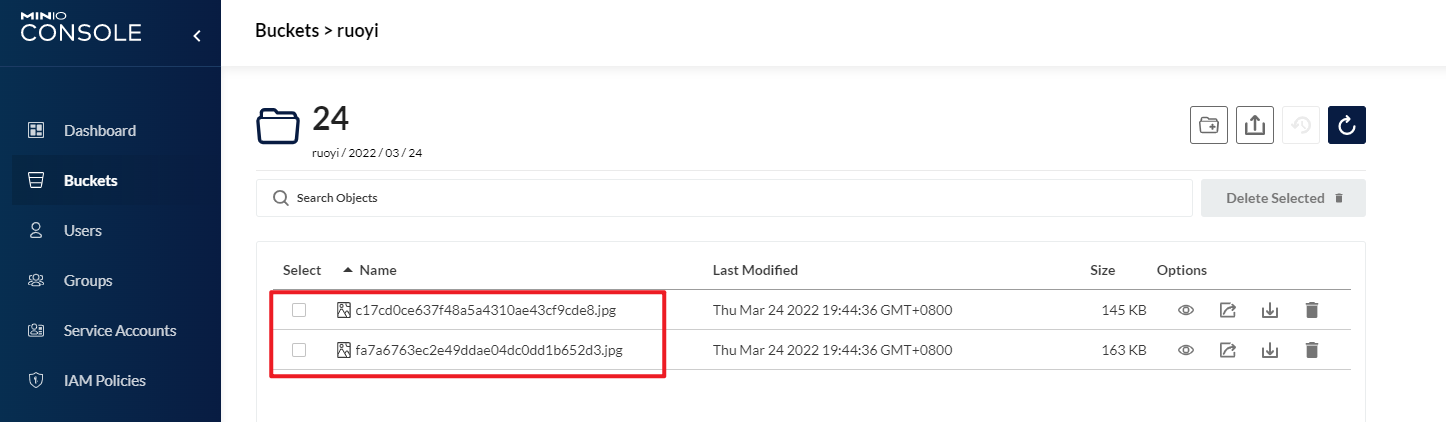 MINIO
CONSOLE
Buckets > ruoyi
Dashboard
Buckets
Users
Groups
Service Accounts
IAM Policies
24
ruoyi / 2022 / 03 / 24
Search Objects
Delete Selected
Select Name Last Modified Size Options
c17cd0ce637f48a5a4310ae43cf9cde8.jpg Thu Mar 24 2022 19:44:36 GMT+0800 145 KB
fa7a6763ec2e49ddae04dc0dd1b652d3.jpg Thu Mar 24 2022 19:44:36 GMT+0800 163 KB